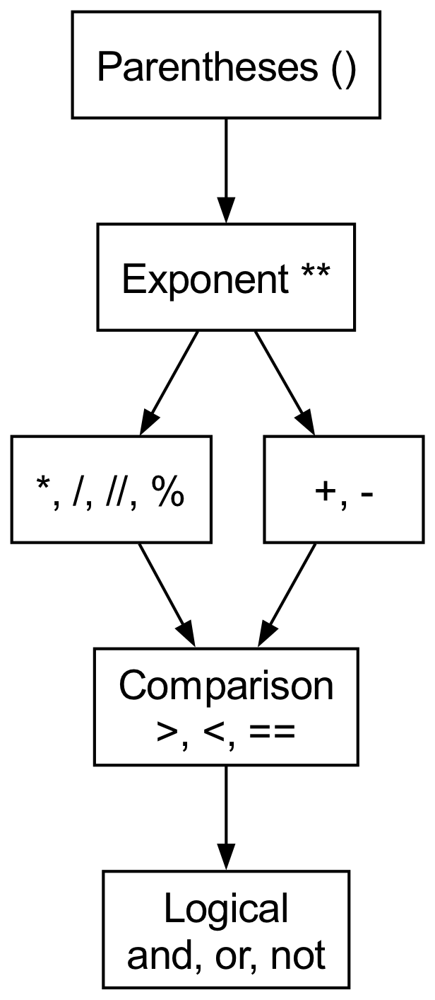 Parentheses ()
Exponent **
*, /, //, %
+, -
Comparison
>, <, ==
Logical
and, or, not